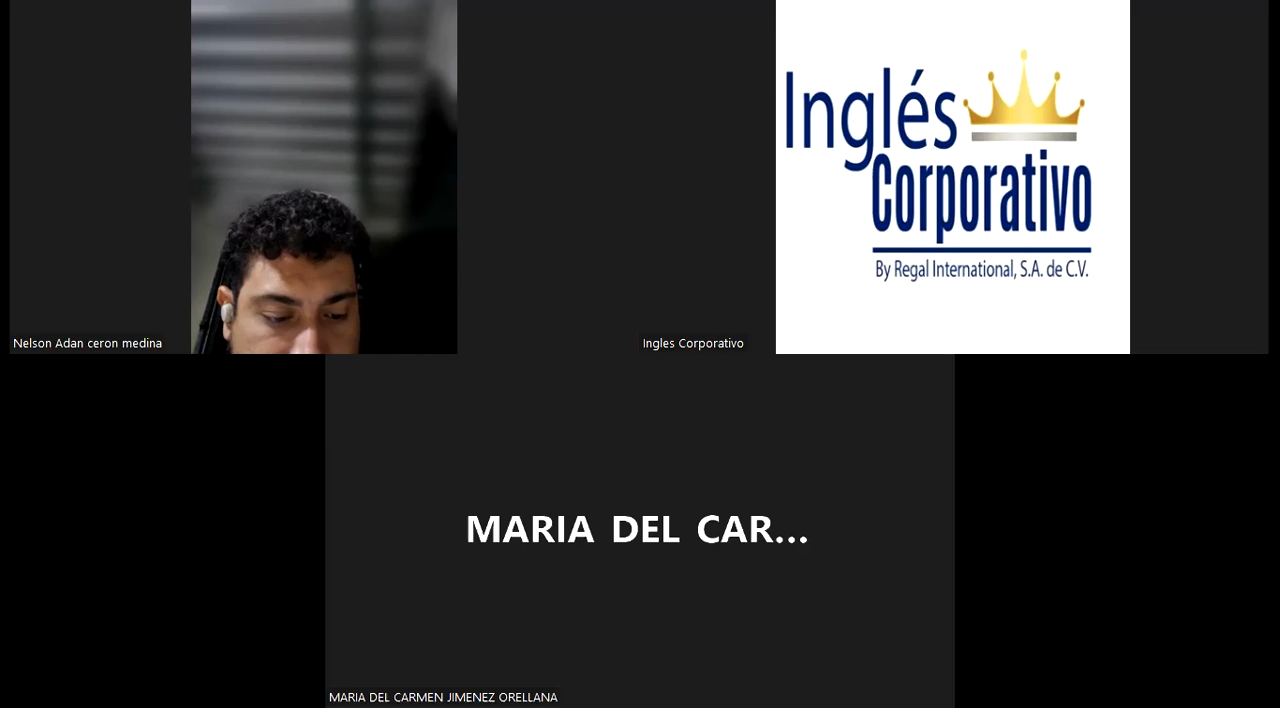 Inglés
Corporativo
By Regal International, S.A. de C.V.
Nelson Adan ceron medina
Ingles Corporativo
MARIA DEL CAR...
MARIA DEL CARMEN JIMENEZ ORELLANA